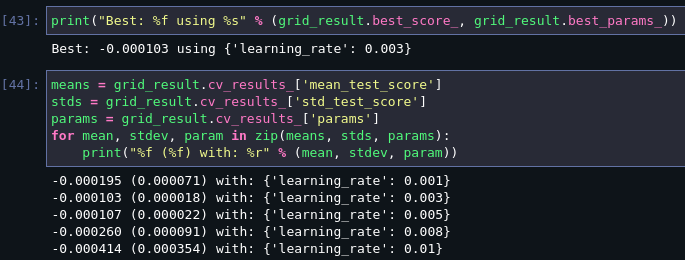 [43]: print("Best: %f using %s" % (grid_result.best_score_, grid_result.best_params_))
Best: -0.000103 using {'learning_rate': 0.003}
[44]: means = grid_result.cv_results_['mean_test_score']
stds = grid_result.cv_results_['std_test_score']
params = grid_result.cv_results_['params']
for mean, stdev, param in zip(means, stds, params):
    print("%f (%f) with: %r" % (mean, stdev, param))
-0.000195 (0.000071) with: {'learning_rate': 0.001}
-0.000103 (0.000018) with: {'learning_rate': 0.003}
-0.000107 (0.000022) with: {'learning_rate': 0.005}
-0.000260 (0.000091) with: {'learning_rate': 0.008}
-0.000414 (0.000354) with: {'learning_rate': 0.01}